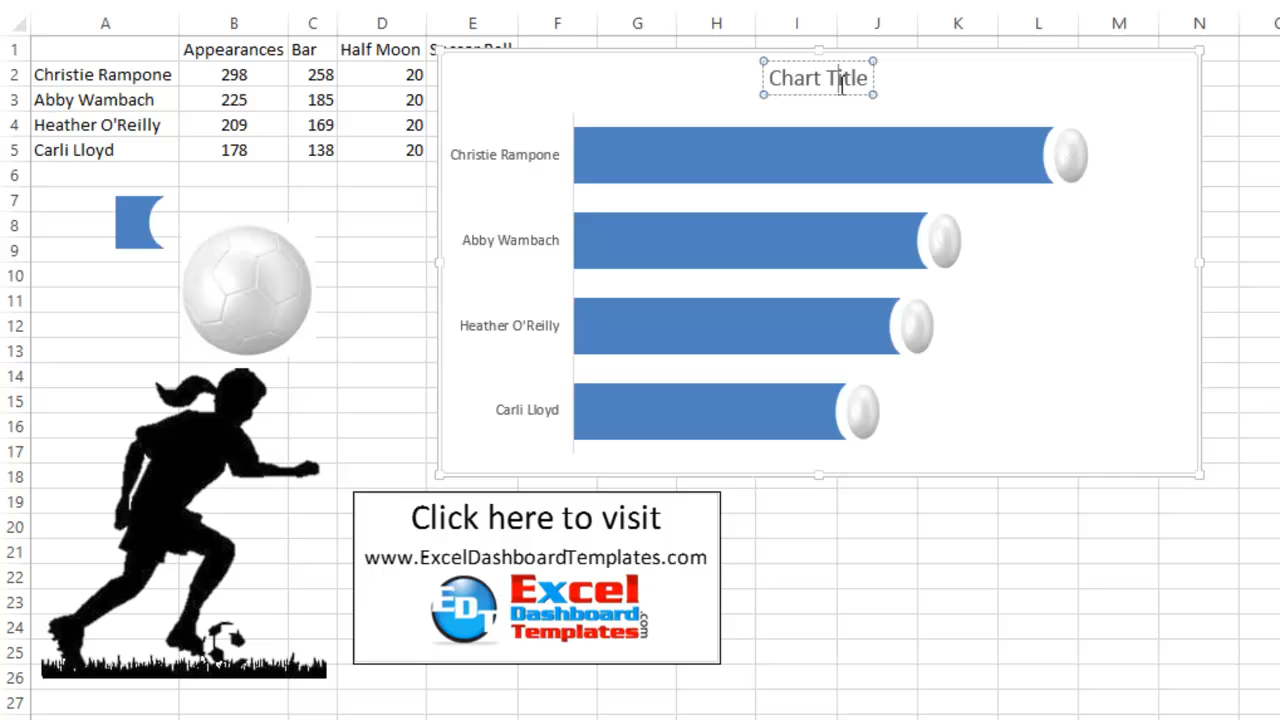 A B C D E F G H I J K L M N
1 Appearances Bar Half Moon Soccer Ball
2 Christie Rampone 298 258 20
3 Abby Wambach 225 185 20
4 Heather O'Reilly 209 169 20
5 Carli Lloyd 178 138 20
6
7
8
9
10
11
12
13
14
15
16
17
18
19
20
21
22
23
24
25
26
27
Chart Title
Christie Rampone
Abby Wambach
Heather O'Reilly
Carli Lloyd
Click here to visit
www.ExcelDashboardTemplates.com
EDT
Excel
Dashboard
Templates
.com